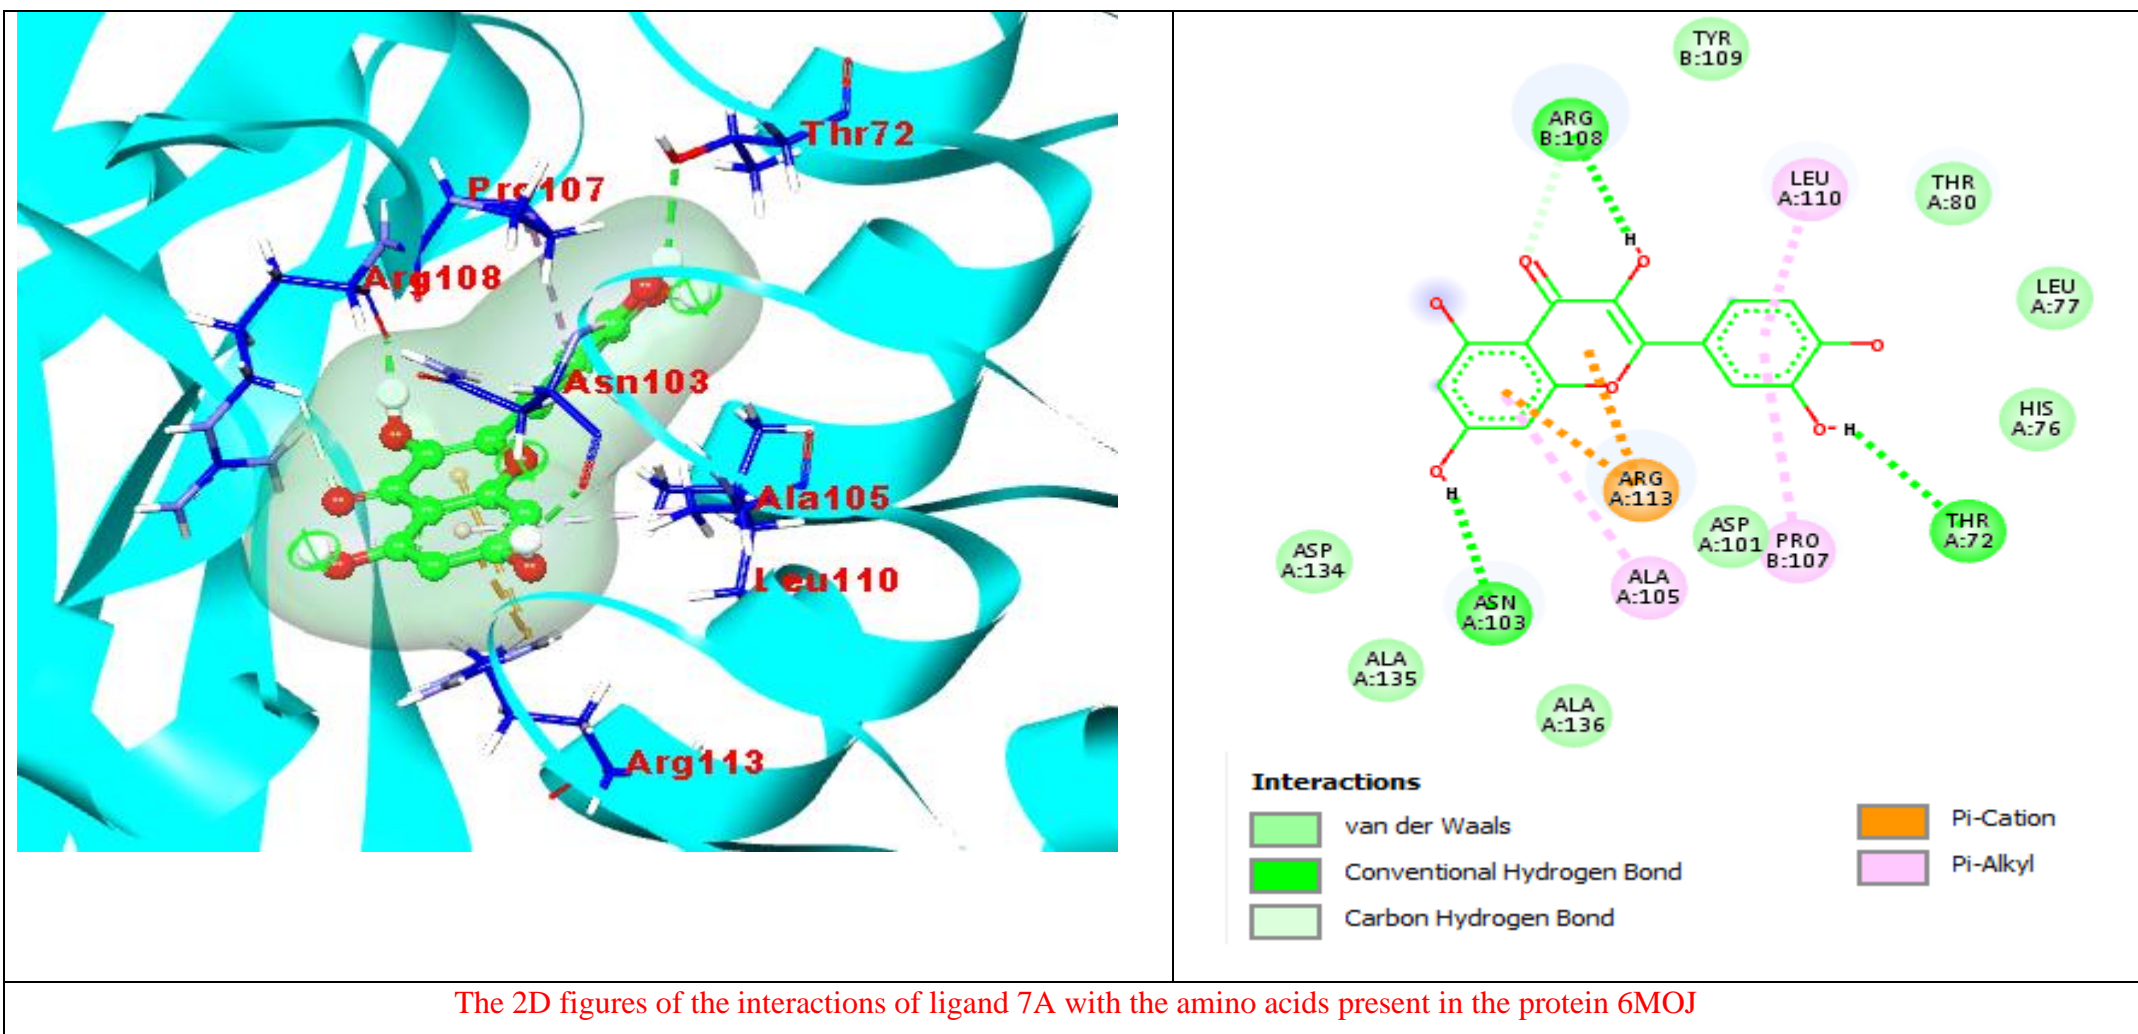 Thr72
Pro107
Arg108
Asn103
Ala105
Leu110
Arg113
TYR
B:109
ARG
B:108
LEU
A:110
THR
A:80
LEU
A:77
HIS
A:76
THR
A:72
ARG
A:113
ASP
A:101
PRO
B:107
ALA
A:105
ASN
A:103
ASP
A:134
ALA
A:135
ALA
A:136
H
O
O
O
O
O
O
H
O
H
Interactions
van der Waals
Conventional Hydrogen Bond
Carbon Hydrogen Bond
Pi-Cation
Pi-Alkyl
The 2D figures of the interactions of ligand 7A with the amino acids present in the protein 6MOJ